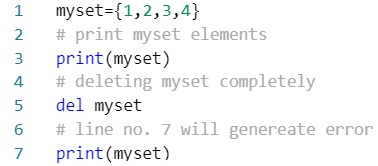 1 myset={1,2,3,4}
2 # print myset elements
3 print(myset)
4 # deleting myset completely
5 del myset
6 # line no. 7 will genereate error
7 print(myset)